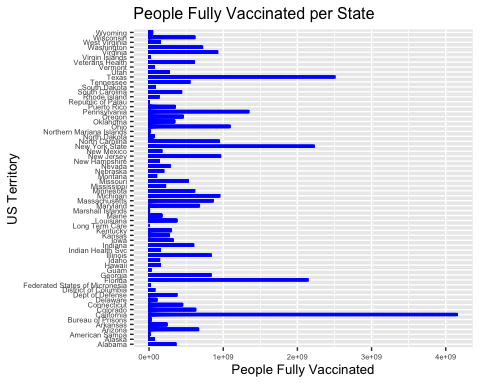 People Fully Vaccinated per State
US Territory
Wyoming
Wisconsin
West Virginia
Washington
Virginia
Virgin Islands
Veterans Health
Vermont
Utah
Texas
Tennessee
South Dakota
South Carolina
Rhode Island
Republic of Palau
Puerto Rico
Pennsylvania
Oregon
Oklahoma
Ohio
Northern Mariana Islands
North Dakota
North Carolina
New York State
New Mexico
New Jersey
New Hampshire
Nevada
Nebraska
Montana
Missouri
Mississippi
Minnesota
Michigan
Massachusetts
Maryland
Marshall Islands
Maine
Louisiana
Long Term Care
Kentucky
Kansas
Iowa
Indiana
Indian Health Svc
Illinois
Idaho
Hawaii
Guam
Georgia
Florida
Federated States of Micronesia
District of Columbia
Dept of Defense
Delaware
Connecticut
Colorado
California
Bureau of Prisons
Arkansas
Arizona
American Samoa
Alaska
Alabama
0e+00 1e+09 2e+09 3e+09 4e+09
People Fully Vaccinated